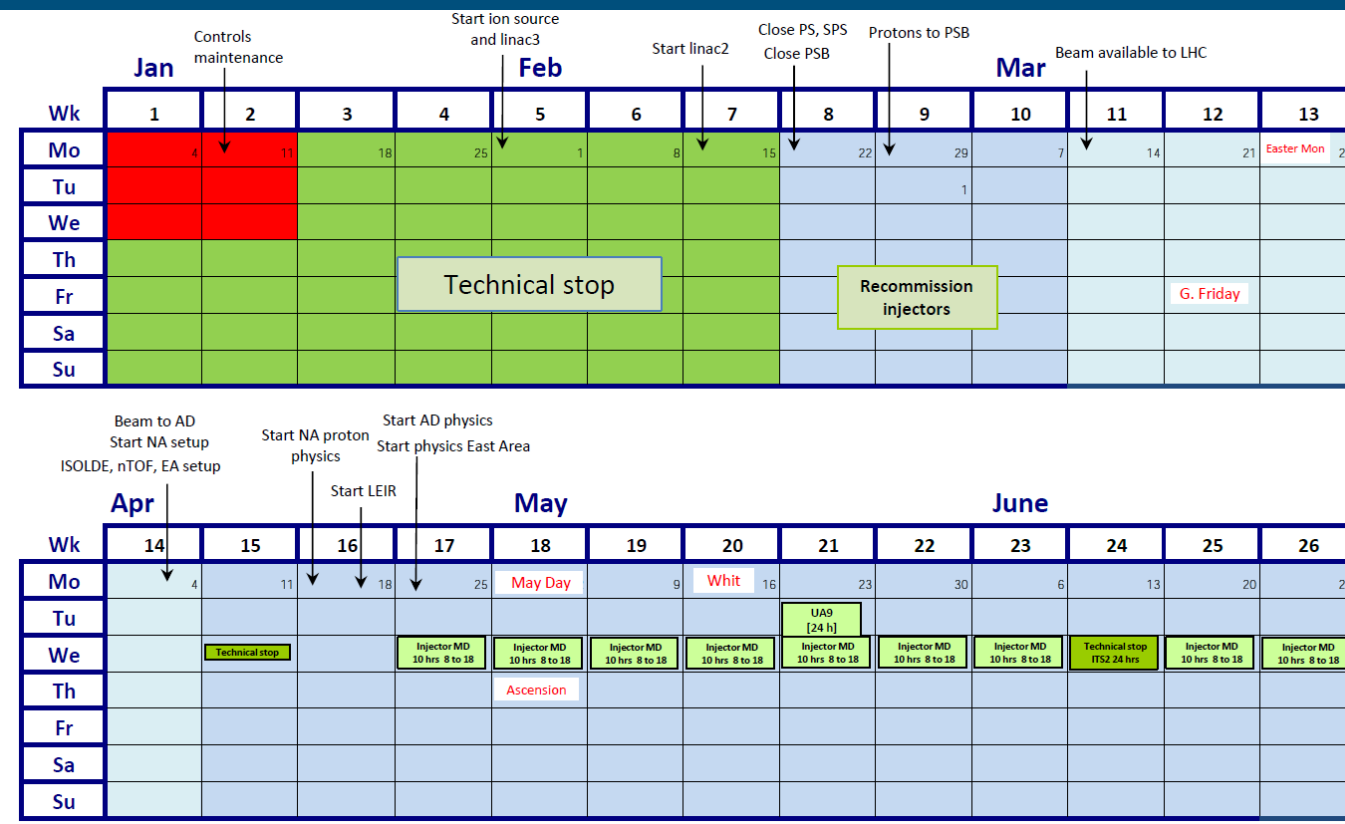 Controls
maintenance
Start ion source
and linac3
Start linac2
Close PS, SPS
Close PSB
Protons to PSB
Beam available to LHC
Jan Feb Mar
Wk 1 2 3 4 5 6 7 8 9 10 11 12 13
Mo 4 11 18 25 1 8 15 22 29 7 14 21 Easter Mon
Tu 1
We
Th
Technical stop
Recommission
injectors
Fr G. Friday
Sa
Su
Beam to AD
Start NA setup
ISOLDE, nTOF, EA setup
Start NA proton
physics
Start LEIR
Start AD physics
Start physics East Area
Apr May June
Wk 14 15 16 17 18 19 20 21 22 23 24 25 26
Mo 4 11 18 25 May Day 9 Whit 16 23 30 6 13 20
Tu UA9
[24 h]
We Technical stop Injector MD Injector MD Injector MD Injector MD Injector MD Injector MD Injector MD Technical stop Injector MD Injector MD
10 hrs 8 to 18 10 hrs 8 to 18 10 hrs 8 to 18 10 hrs 8 to 18 10 hrs 8 to 18 10 hrs 8 to 18 10 hrs 8 to 18 ITS2 24 hrs 10 hrs 8 to 18 10 hrs 8 to 18
Th Ascension
Fr
Sa
Su